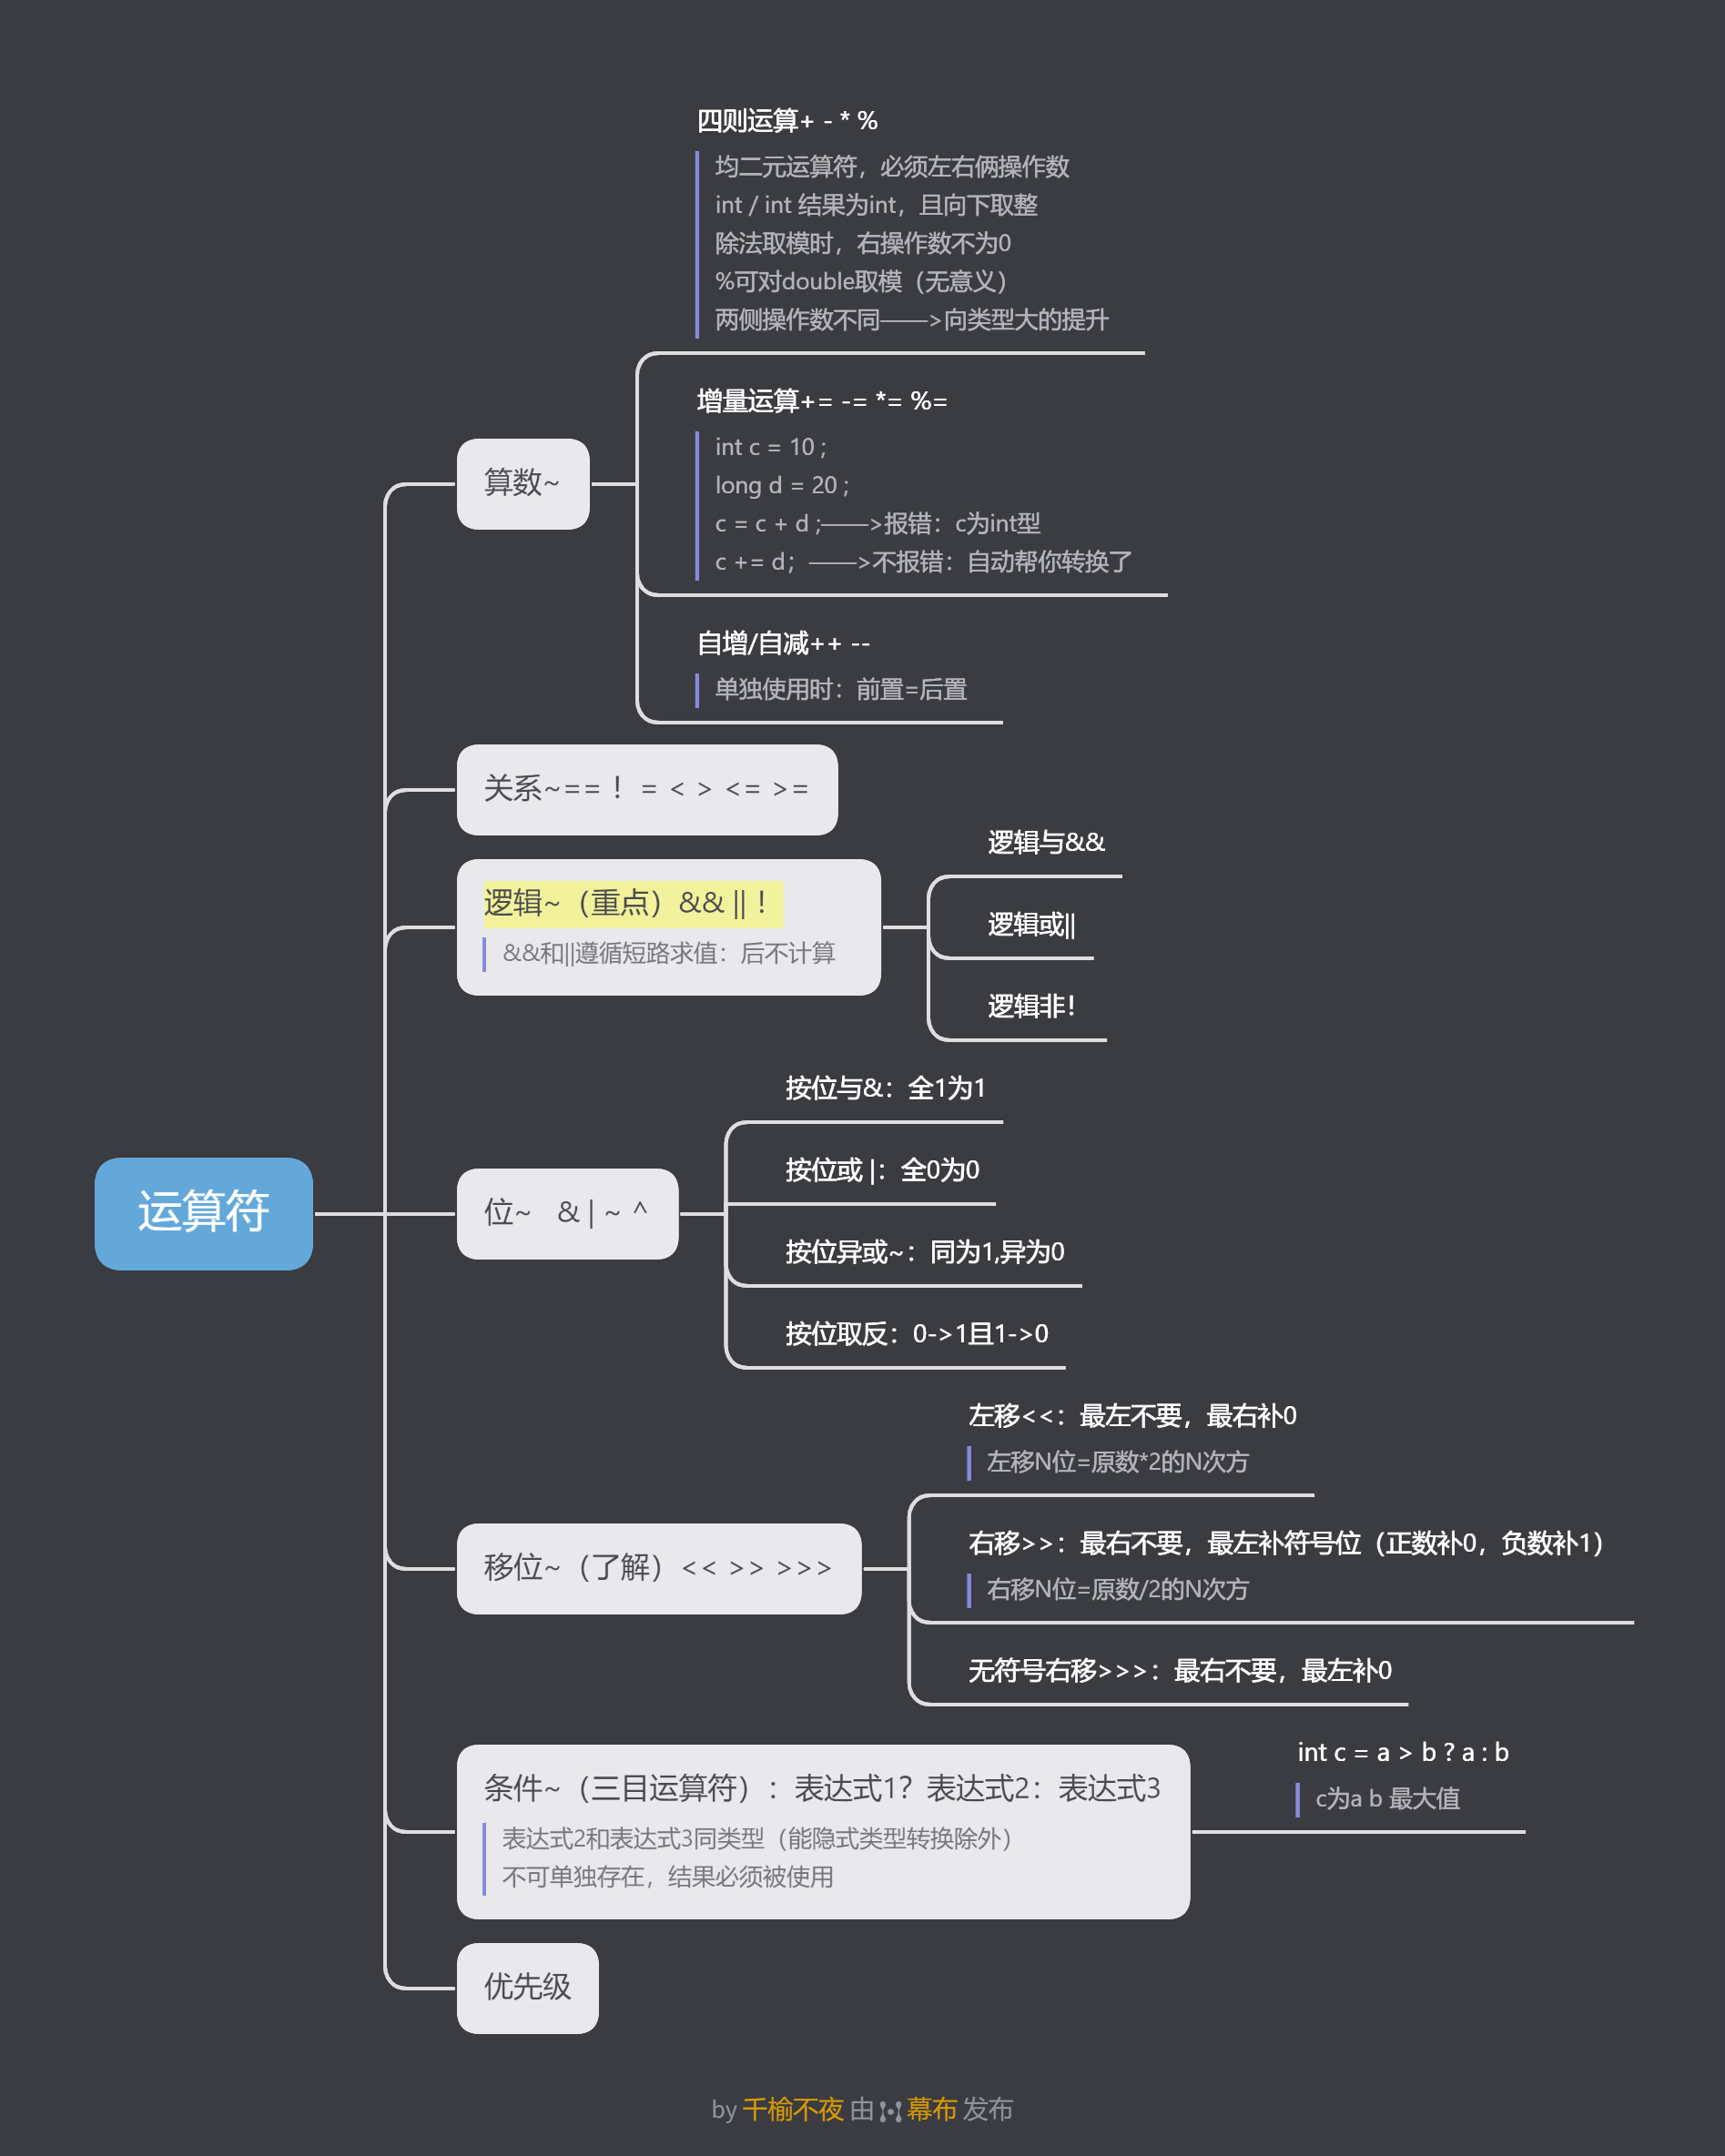 四则运算+ - * %
均二元运算符，必须左右俩操作数
int / int 结果为int，且向下取整
除法取模时，右操作数不为0
%可对double取模（无意义）
两侧操作数不同——>向类型大的提升
增量运算+= -= *= %=
int c = 10 ;
long d = 20 ;
c = c + d ;——>报错：c为int型
c += d；——>不报错：自动帮你转换了
算数~
自增/自减++ --
单独使用时：前置=后置
关系~== ！= < > <= >=
逻辑~（重点）&& || ！
&&和||遵循短路求值：后不计算
逻辑与&&
逻辑或||
逻辑非！
运算符
位~ & | ~ ^
按位与&：全1为1
按位或 |：全0为0
按位异或~：同为1,异为0
按位取反：0->1且1->0
移位~（了解）<< >> >>>
左移<<：最左不要，最右补0
左移N位=原数*2的N次方
右移>>：最右不要，最左补符号位（正数补0，负数补1）
右移N位=原数/2的N次方
无符号右移>>>：最右不要，最左补0
条件~（三目运算符）：表达式1？表达式2：表达式3
表达式2和表达式3同类型（能隐式类型转换除外）
不可单独存在，结果必须被使用
int c = a > b ? a : b
c为a b 最大值
优先级
by 千榆不夜 由 幕布 发布